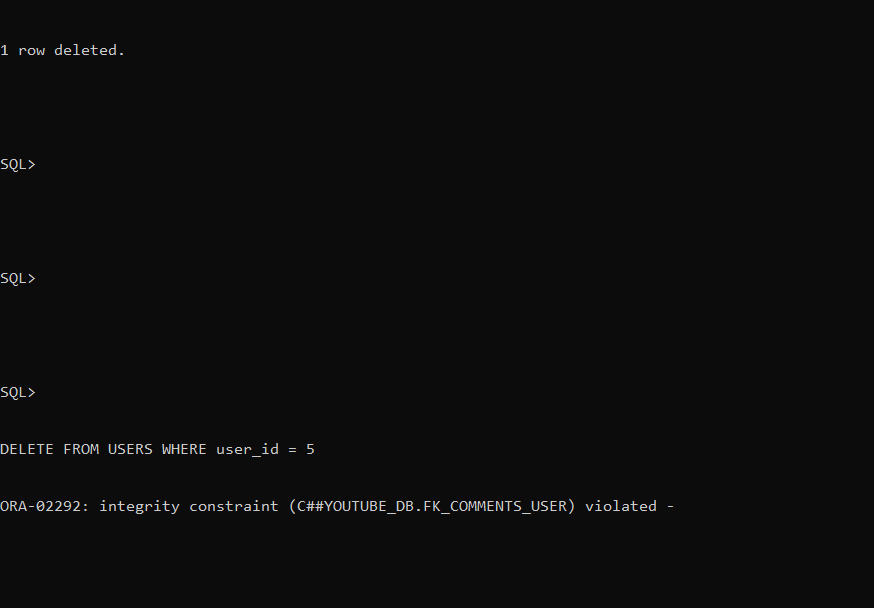 1 row deleted.
SQL>
SQL>
SQL>
DELETE FROM USERS WHERE user_id = 5
ORA-02292: integrity constraint (C##YOUTUBE_DB.FK_COMMENTS_USER) violated -